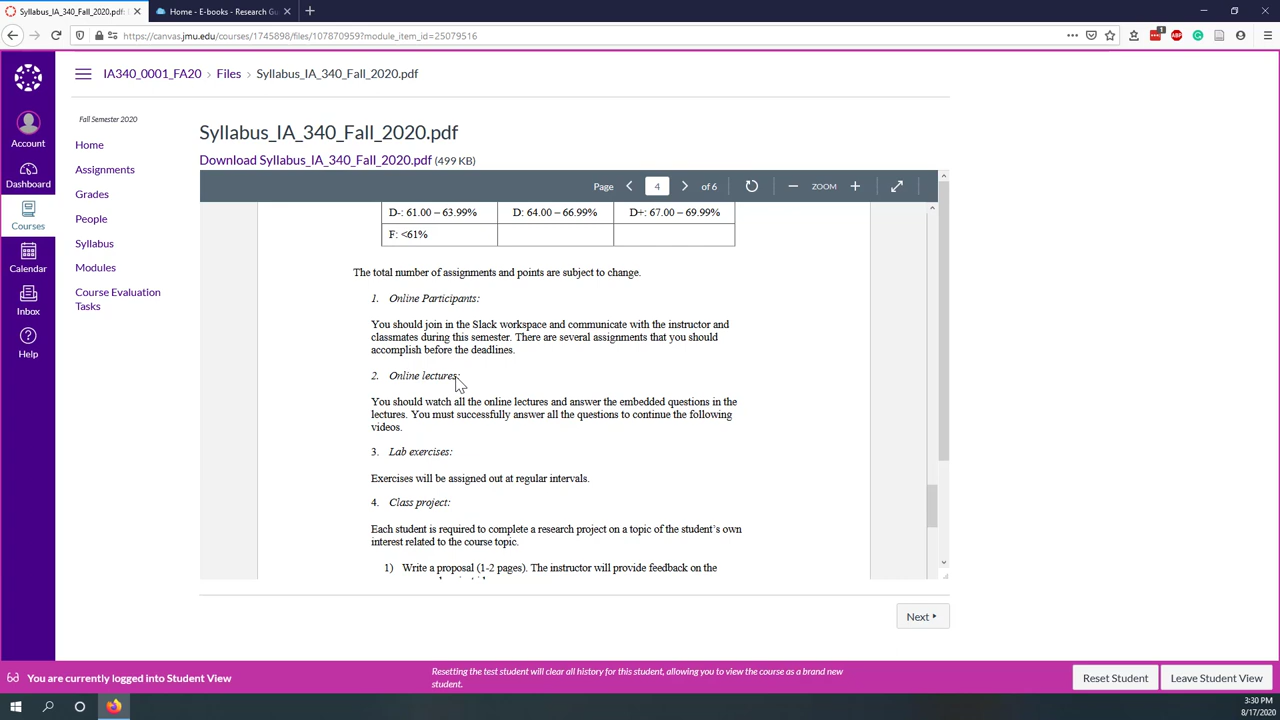 Syllabus_IA_340_Fall_2020.pdf:
Home - E-books - Research Gu
https://canvas.jmu.edu/courses/1745898/files/107870959?module_item_id=25079516
IA340_0001_FA20 › Files › Syllabus_IA_340_Fall_2020.pdf
Account
Dashboard
Courses
Calendar
Inbox
Help
Fall Semester 2020
Home
Assignments
Grades
People
Syllabus
Modules
Course Evaluation
Tasks
Syllabus_IA_340_Fall_2020.pdf
Download Syllabus_IA_340_Fall_2020.pdf (499 KB)
Page 4 of 6 ZOOM
D-: 61.00 – 63.99% D: 64.00 – 66.99% D+: 67.00 – 69.99%
F: <61%
The total number of assignments and points are subject to change.
1. Online Participants:
You should join in the Slack workspace and communicate with the instructor and
classmates during this semester. There are several assignments that you should
accomplish before the deadlines.
2. Online lectures:
You should watch all the online lectures and answer the embedded questions in the
lectures. You must successfully answer all the questions to continue the following
videos.
3. Lab exercises:
Exercises will be assigned out at regular intervals.
4. Class project:
Each student is required to complete a research project on a topic of the student's own
interest related to the course topic.
1) Write a proposal (1-2 pages). The instructor will provide feedback on the
Next
You are currently logged into Student View
Resetting the test student will clear all history for this student, allowing you to view the course as a brand new
student.
Reset Student
Leave Student View
3:30 PM
8/17/2020